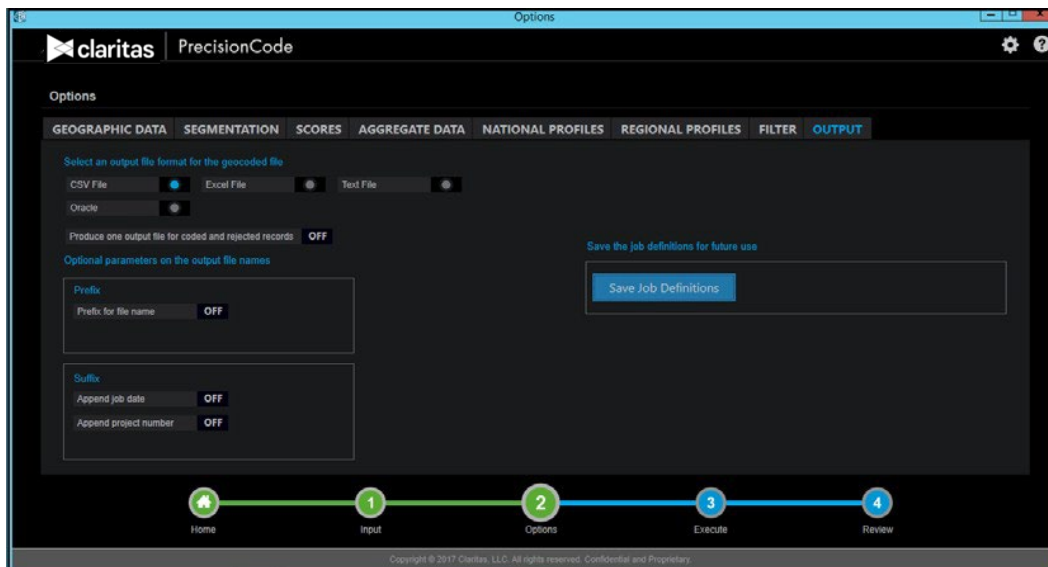 Options
claritas PrecisionCode
Options
GEOGRAPHIC DATA SEGMENTATION SCORES AGGREGATE DATA NATIONAL PROFILES REGIONAL PROFILES FILTER OUTPUT
Select an output file format for the geocoded file
CSV File Excel File Text File
Oracle
Produce one output file for coded and rejected records OFF
Optional parameters on the output file names
Prefix
Prefix for file name OFF
Suffix
Append job date OFF
Append project number OFF
Save the job definitions for future use
Save Job Definitions
1 2 3 4
Home Input Options Execute Review
Copyright © 2017 Claritas, LLC. All rights reserved. Confidential and Proprietary.